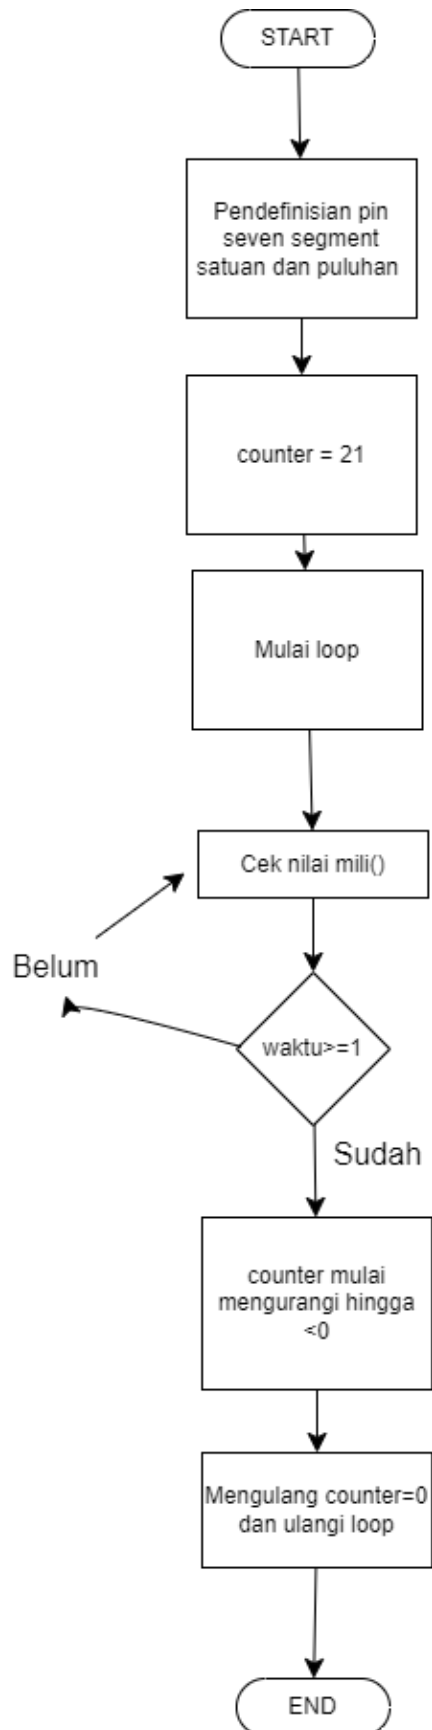 START
Pendefinisian pin
seven segment
satuan dan puluhan
counter = 21
Mulai loop
Cek nilai mili()
Belum
waktu>=1
Sudah
counter mulai
mengurangi hingga
<0
Mengulang counter=0
dan ulangi loop
END